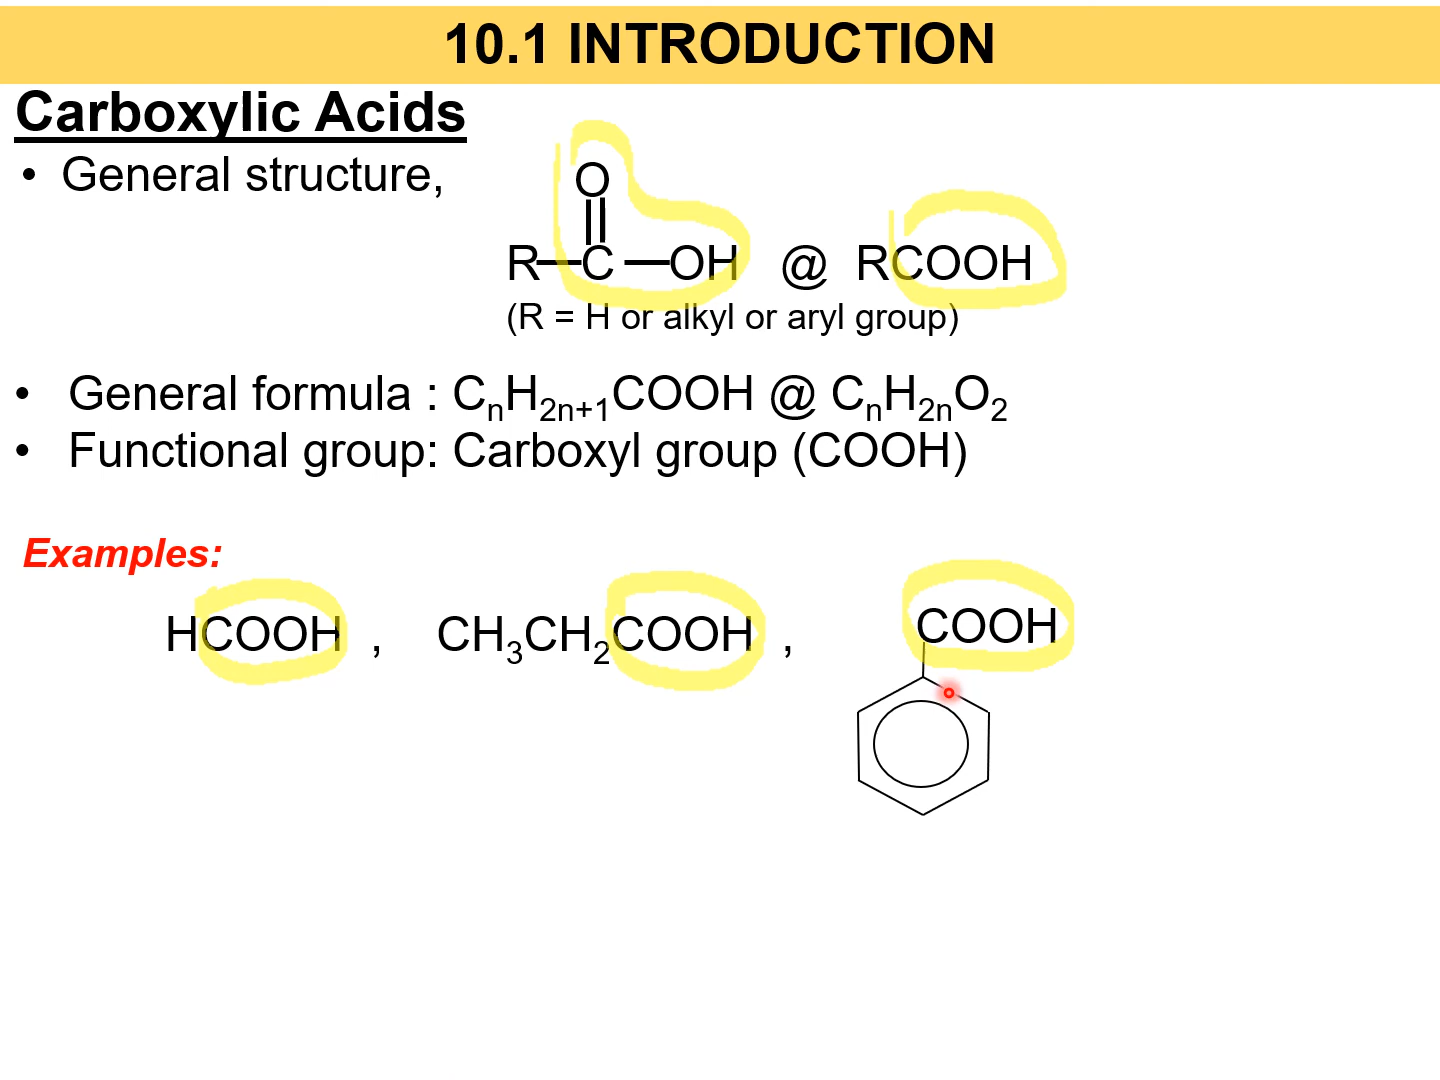 10.1 INTRODUCTION
Carboxylic Acids
• General structure,
O
R—C—OH @ RCOOH
(R = H or alkyl or aryl group)
• General formula : CₙH₂ₙ₊₁COOH @ CₙH₂ₙO₂
• Functional group: Carboxyl group (COOH)
Examples:
HCOOH , CH₃CH₂COOH , COOH